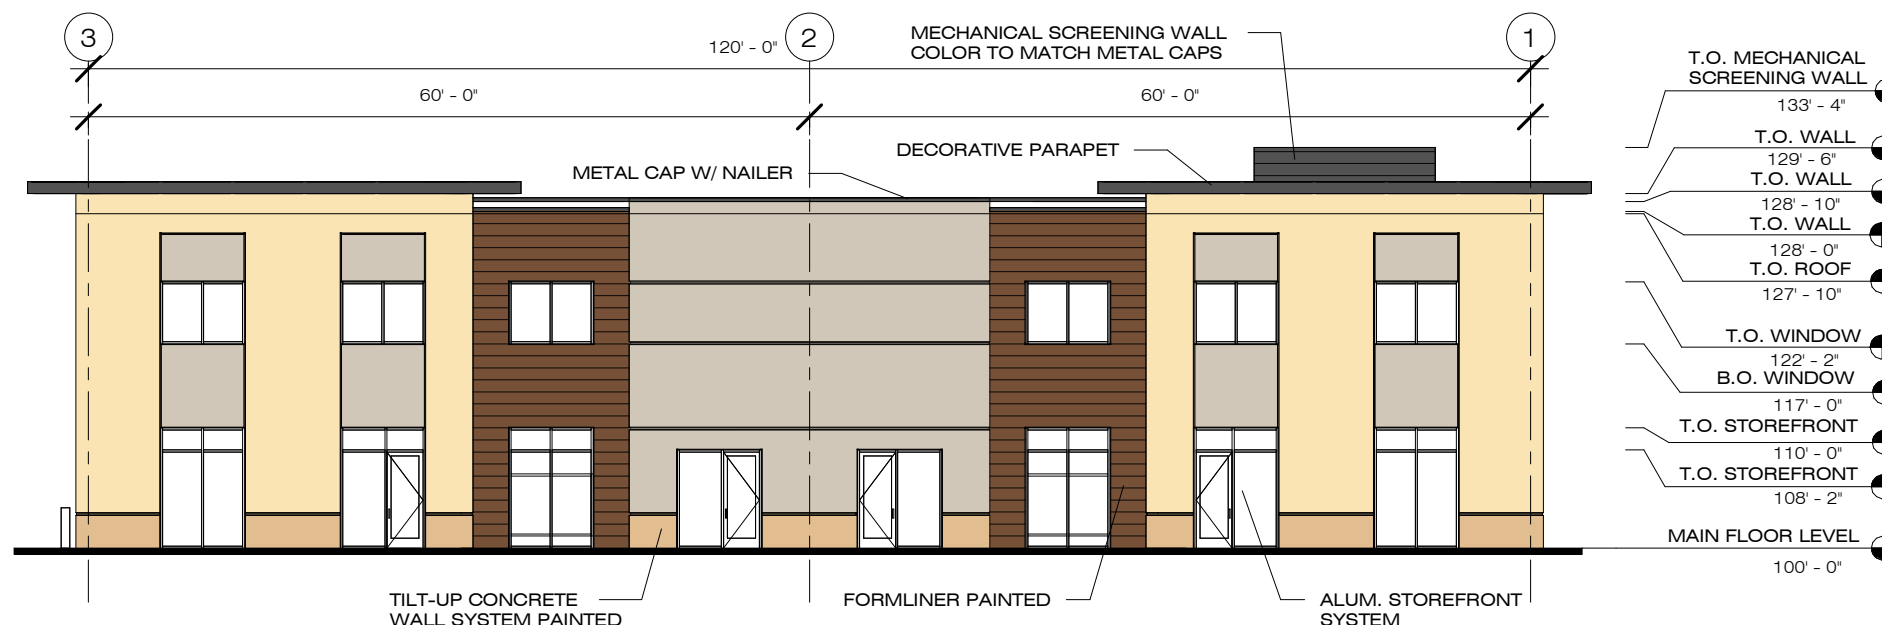 3
2
1
120' - 0"
60' - 0"
60' - 0"
MECHANICAL SCREENING WALL
COLOR TO MATCH METAL CAPS
DECORATIVE PARAPET
METAL CAP W/ NAILER
T.O. MECHANICAL
SCREENING WALL
133' - 4"
T.O. WALL
129' - 6"
T.O. WALL
128' - 10"
T.O. WALL
128' - 0"
T.O. ROOF
127' - 10"
T.O. WINDOW
122' - 2"
B.O. WINDOW
117' - 0"
T.O. STOREFRONT
110' - 0"
T.O. STOREFRONT
108' - 2"
MAIN FLOOR LEVEL
100' - 0"
TILT-UP CONCRETE
WALL SYSTEM PAINTED
FORMLINER PAINTED
ALUM. STOREFRONT
SYSTEM